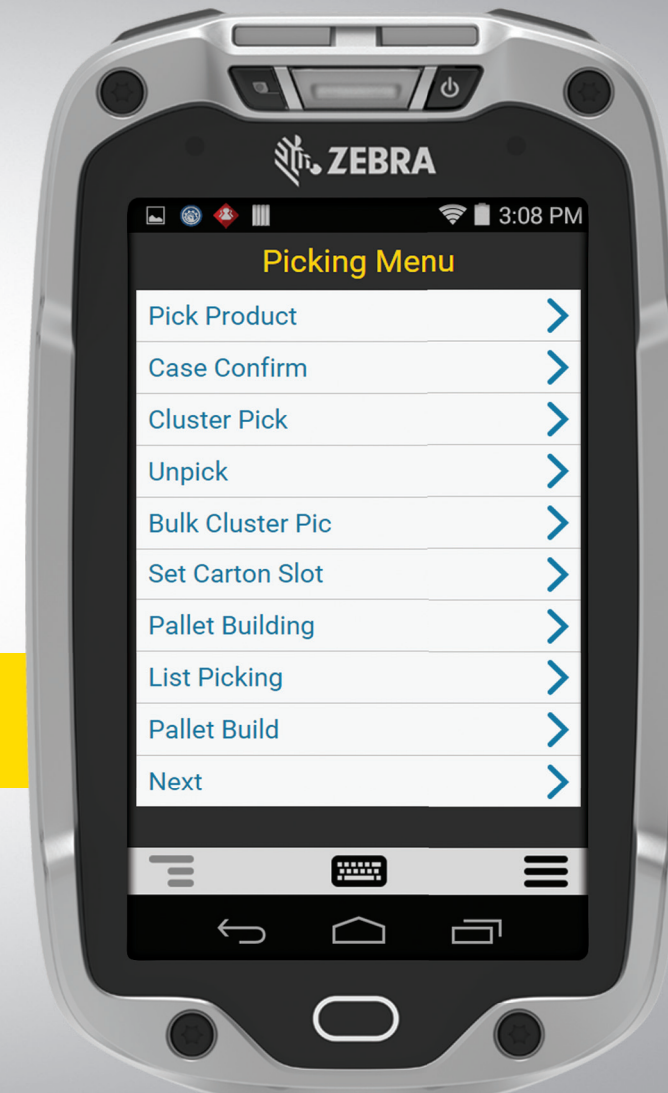 ZEBRA
3:08 PM
Picking Menu
Pick Product
Case Confirm
Cluster Pick
Unpick
Bulk Cluster Pic
Set Carton Slot
Pallet Building
List Picking
Pallet Build
Next